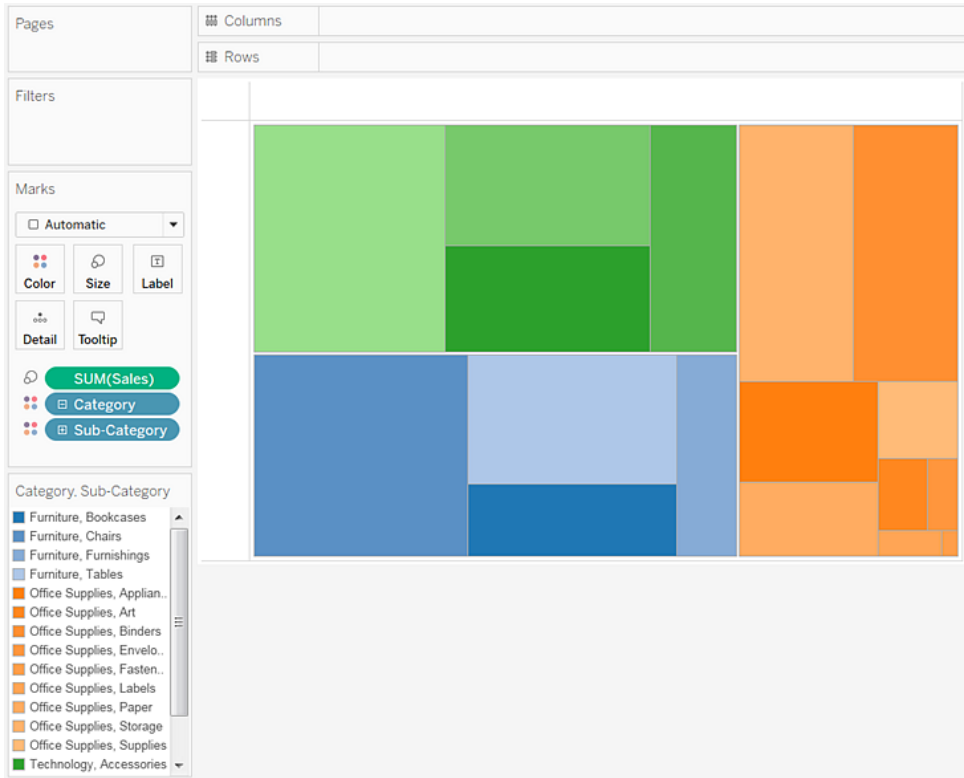 Pages
Columns
Rows
Filters
Marks
Automatic
Color
Size
Label
Detail
Tooltip
SUM(Sales)
Category
Sub-Category
Category, Sub-Category
Furniture, Bookcases
Furniture, Chairs
Furniture, Furnishings
Furniture, Tables
Office Supplies, Applian..
Office Supplies, Art
Office Supplies, Binders
Office Supplies, Envelo..
Office Supplies, Fasten..
Office Supplies, Labels
Office Supplies, Paper
Office Supplies, Storage
Office Supplies, Supplies
Technology, Accessories